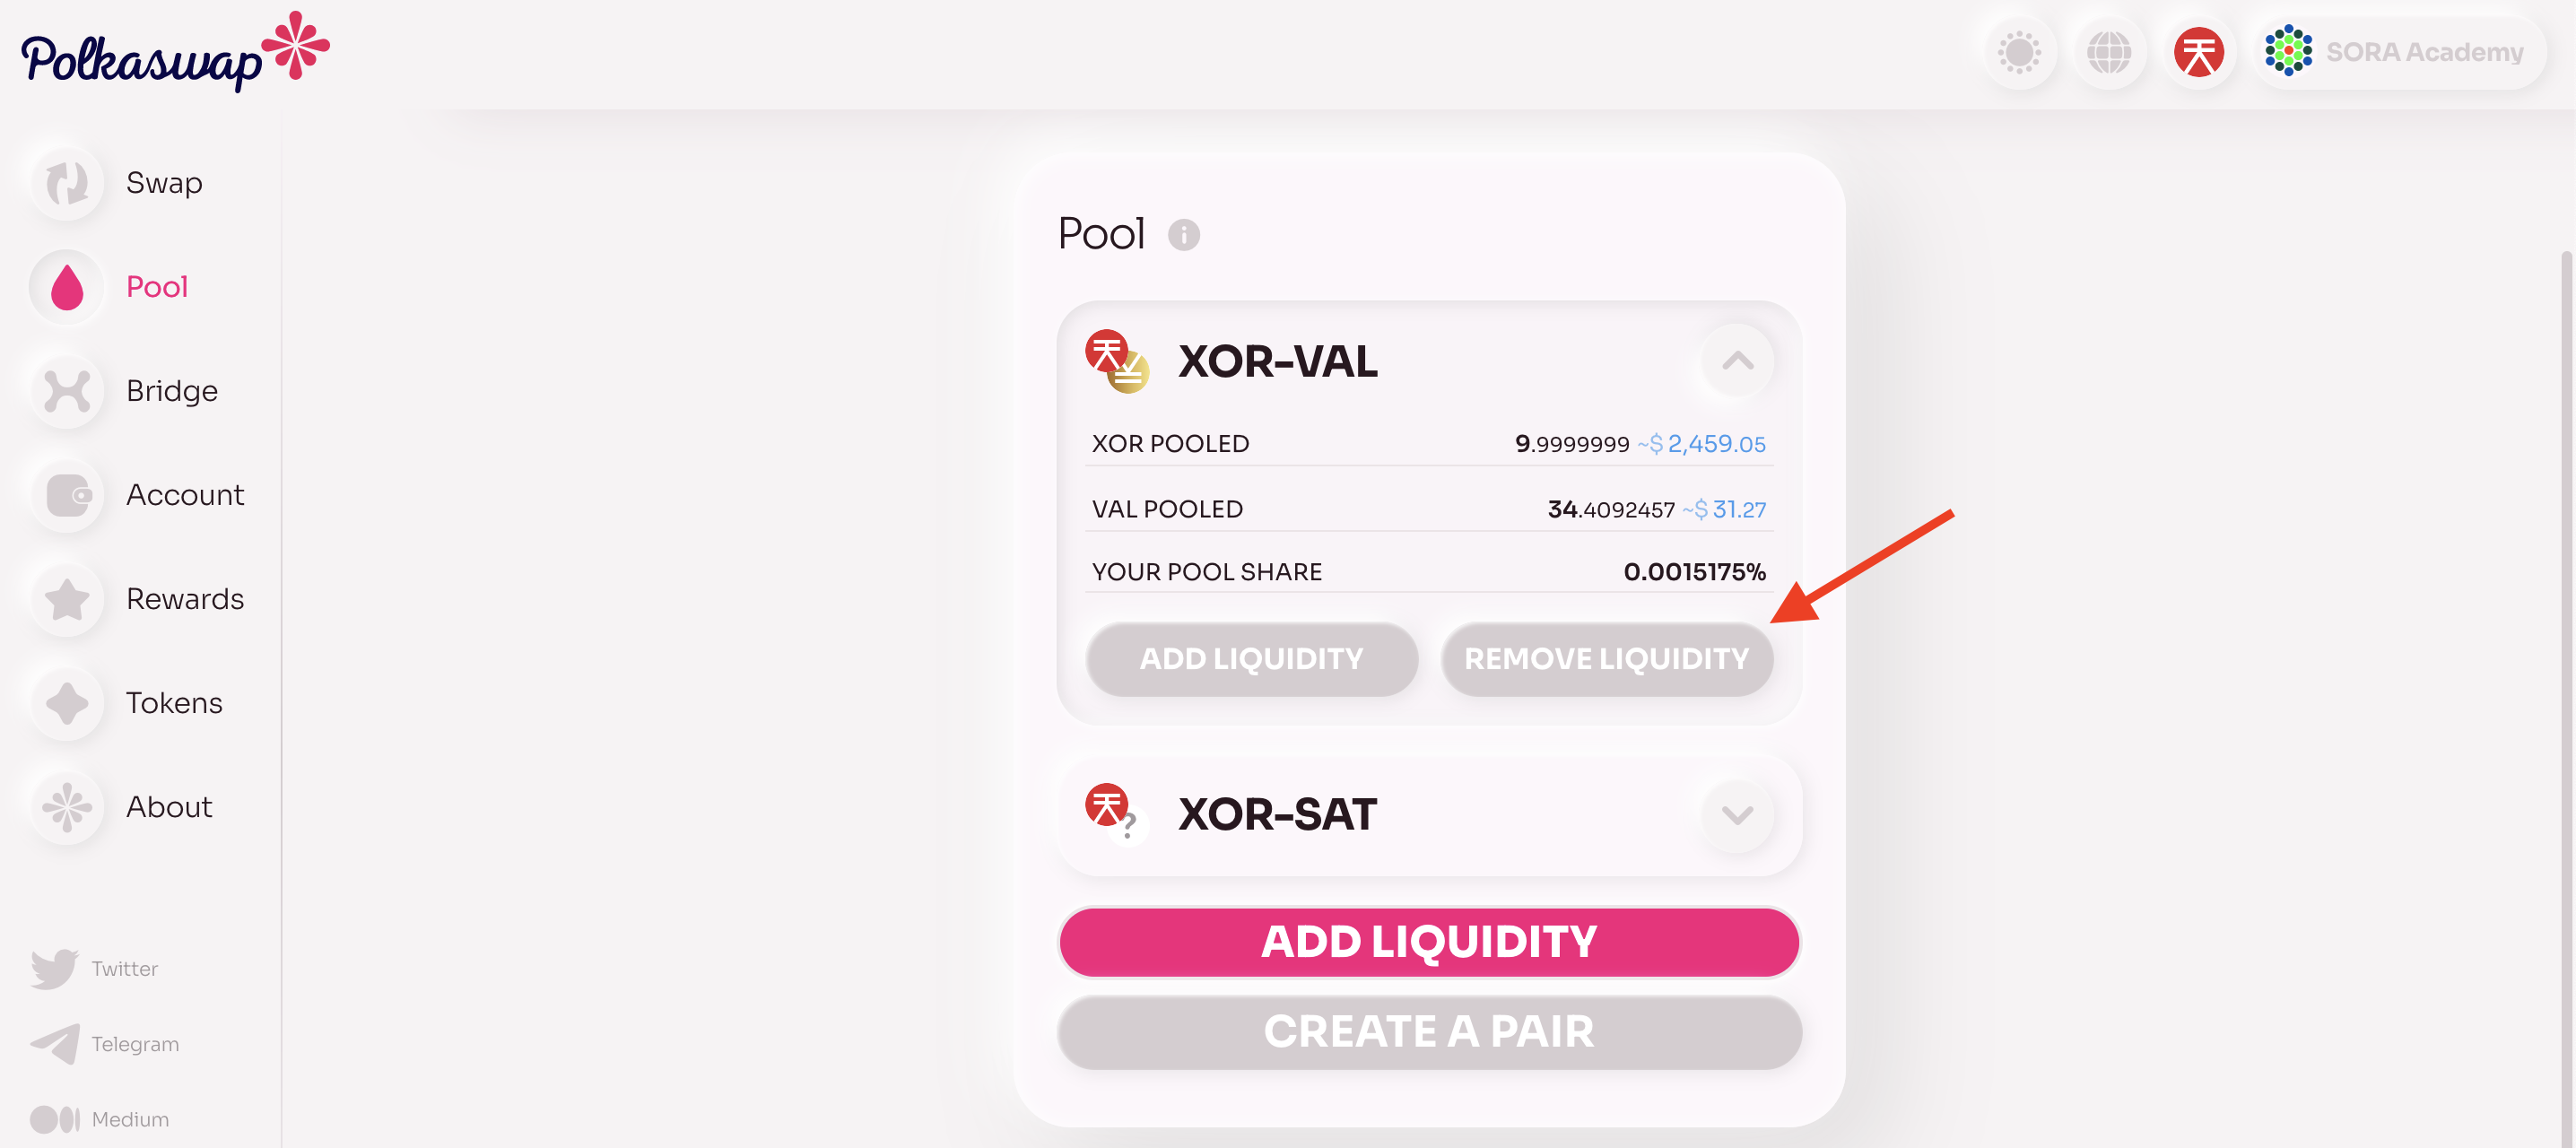 Polkaswap
SORA Academy
Swap
Pool
Bridge
Account
Rewards
Tokens
About
Twitter
Telegram
Medium
Pool
XOR-VAL
XOR POOLED 9.9999999 ~$ 2,459.05
VAL POOLED 34.4092457 ~$ 31.27
YOUR POOL SHARE 0.0015175%
ADD LIQUIDITY REMOVE LIQUIDITY
? XOR-SAT
ADD LIQUIDITY
CREATE A PAIR